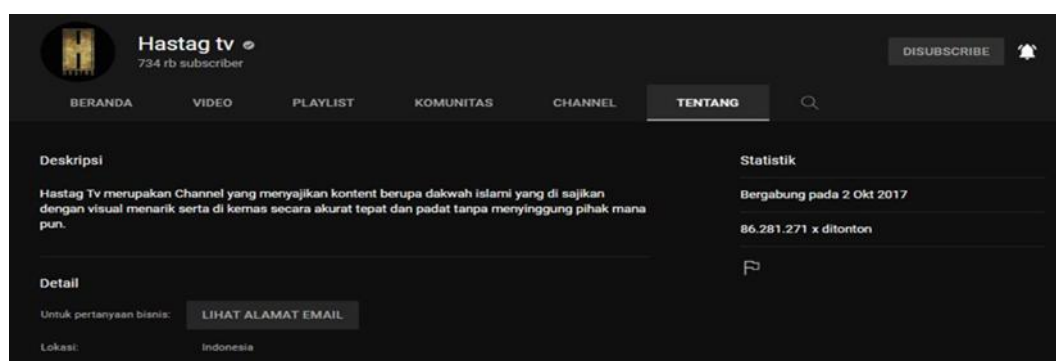 Hastag tv
734 rb subscriber
DISUBSCRIBE
BERANDA VIDEO PLAYLIST KOMUNITAS CHANNEL TENTANG
Deskripsi
Hastag Tv merupakan Channel yang menyajikan kontent berupa dakwah islami yang di sajikan
dengan visual menarik serta di kemas secara akurat tepat dan padat tanpa menyinggung pihak mana
pun.
Statistik
Bergabung pada 2 Okt 2017
86.281.271 x ditonton
Detail
Untuk pertanyaan bisnis: LIHAT ALAMAT EMAIL
Lokasi: Indonesia